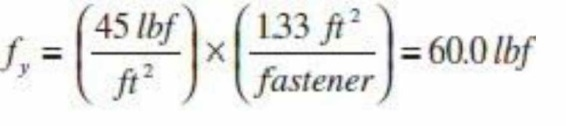 f_y = (45 lbf / ft²) × (1.33 ft² / fastener) = 60.0 lbf